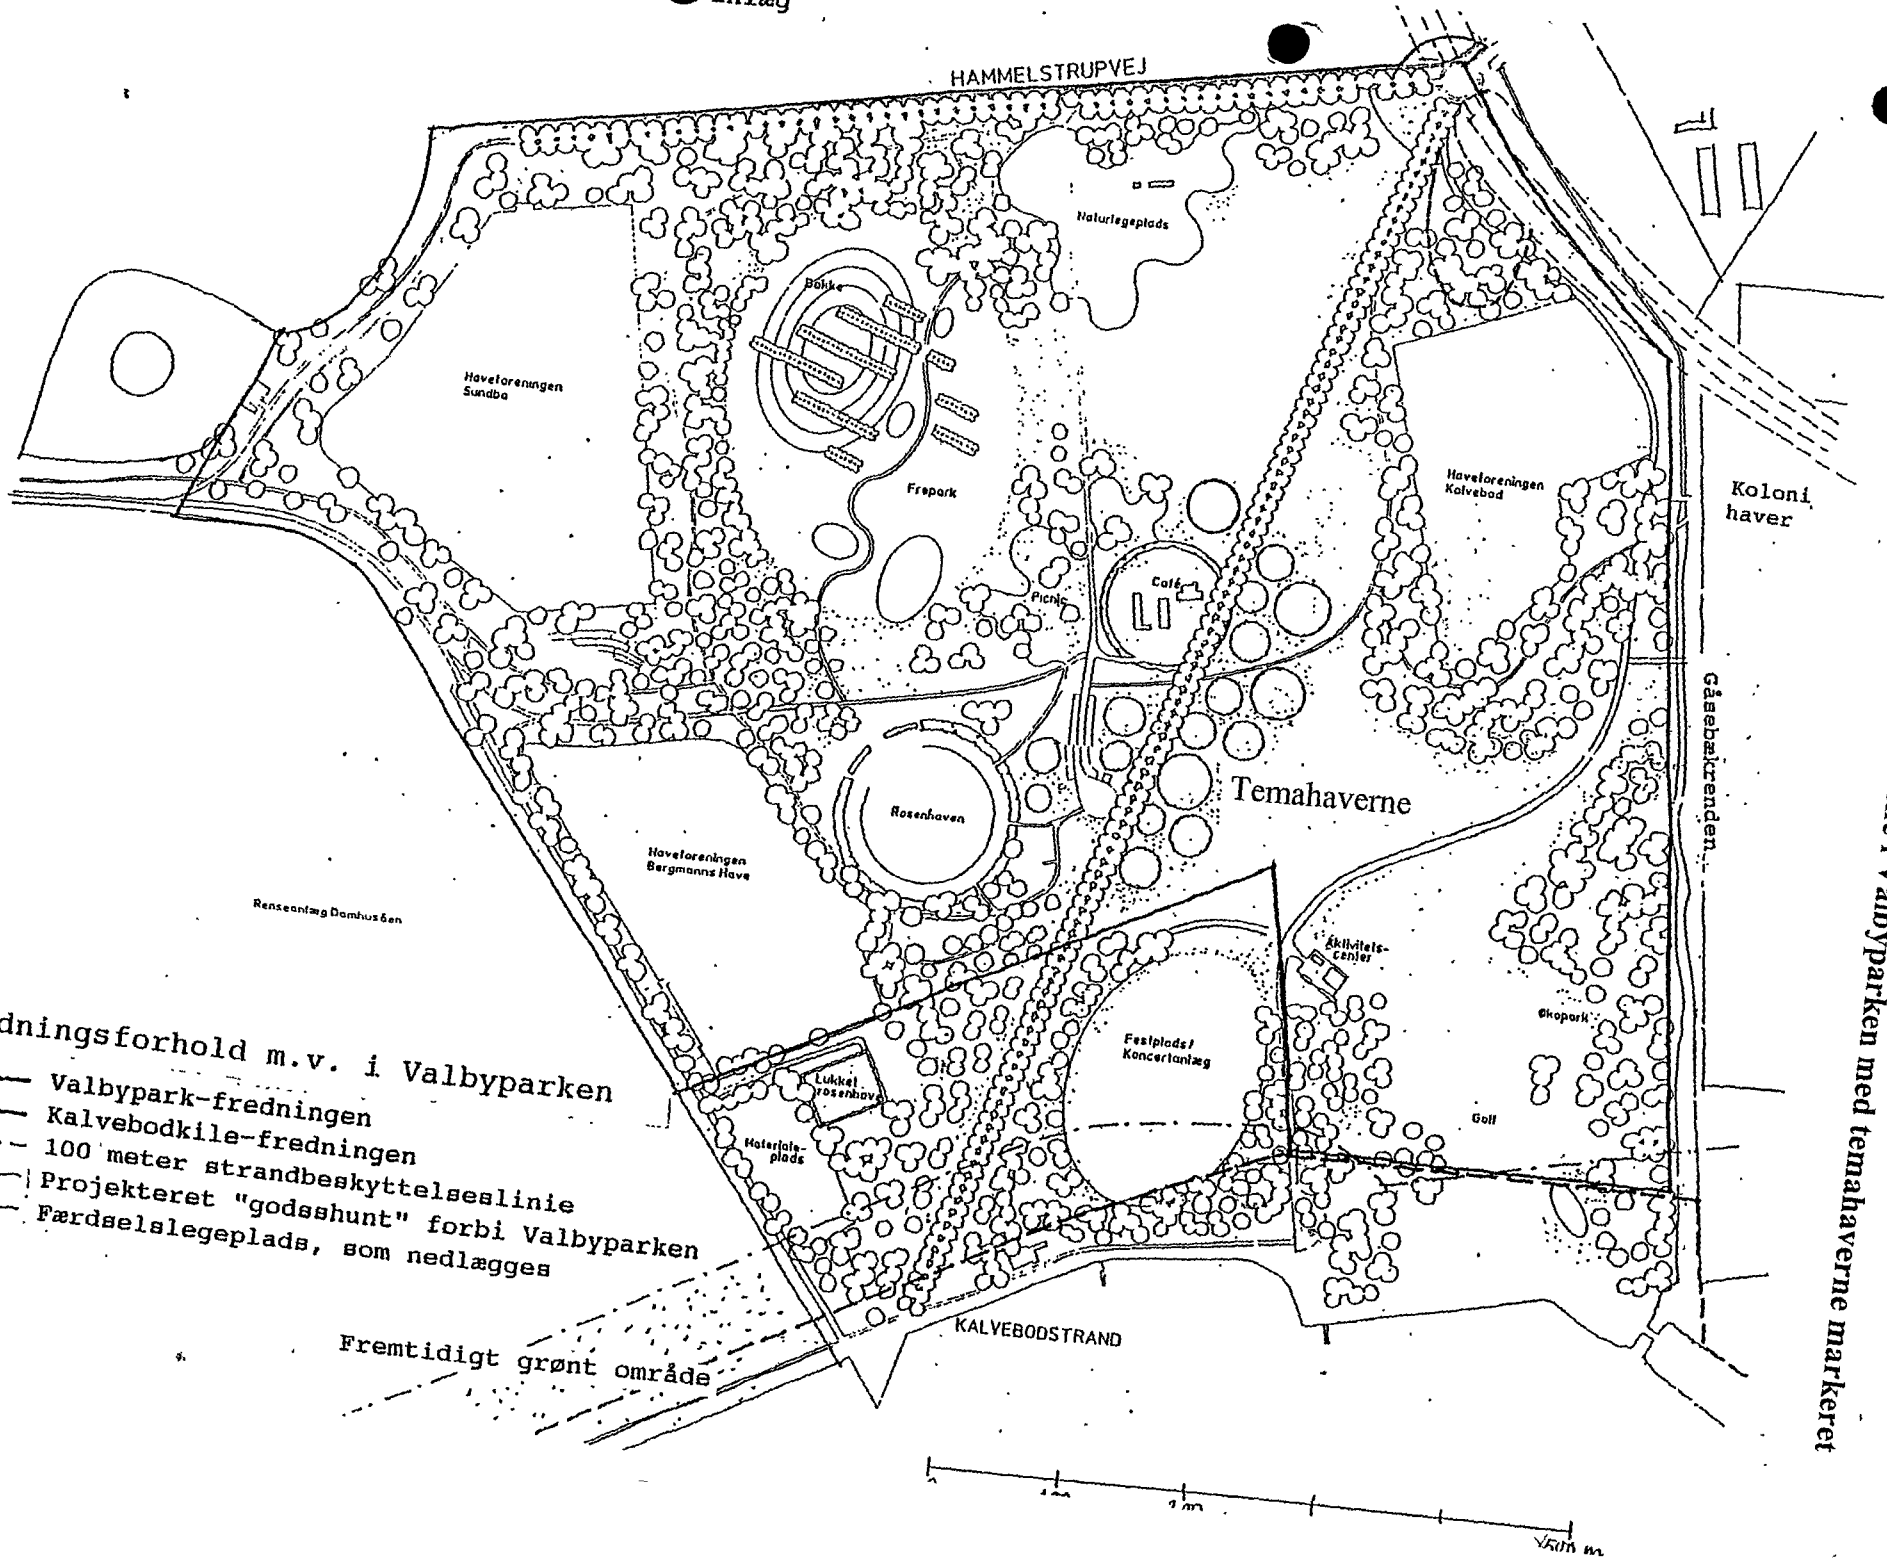 HAMMELSTRUPVEJ
Naturlegeplads
Bakke
Haveforeningen
Sundbo
Frøpark
Haveforeningen
Kalvebod
Koloni
haver
Café
Picnic
Gåsebækrenden
Temahaverne
Rosenhaven
Haveforeningen
Bergmanns Have
Renseanlæg Damhusåen
Aktivitets-
center
Økopark
Festplads/
Koncertanlæg
Golf
Lukket
rosenhave
Materiale-
plads
dningsforhold m.v. i Valbyparken
Valbypark-fredningen
Kalvebodkile-fredningen
100 meter strandbeskyttelseslinie
Projekteret "godsshunt" forbi Valbyparken
Færdselslegeplads, som nedlægges
Fremtidigt grønt område
KALVEBODSTRAND
Valbyparken med temahaverne markeret
500 m